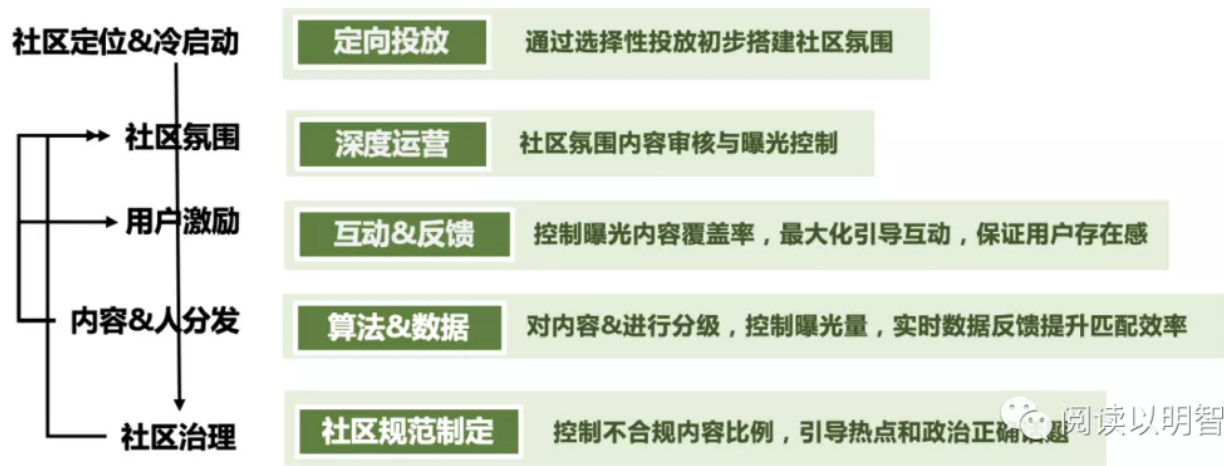 社区定位&冷启动
定向投放
通过选择性投放初步搭建社区氛围
社区氛围
深度运营
社区氛围内容审核与曝光控制
用户激励
互动&反馈
控制曝光内容覆盖率，最大化引导互动，保证用户存在感
内容&人分发
算法&数据
对内容&进行分级，控制曝光量，实时数据反馈提升匹配效率
社区治理
社区规范制定
控制不合规内容比例，引导热点和政治正确话题
阅读以明智